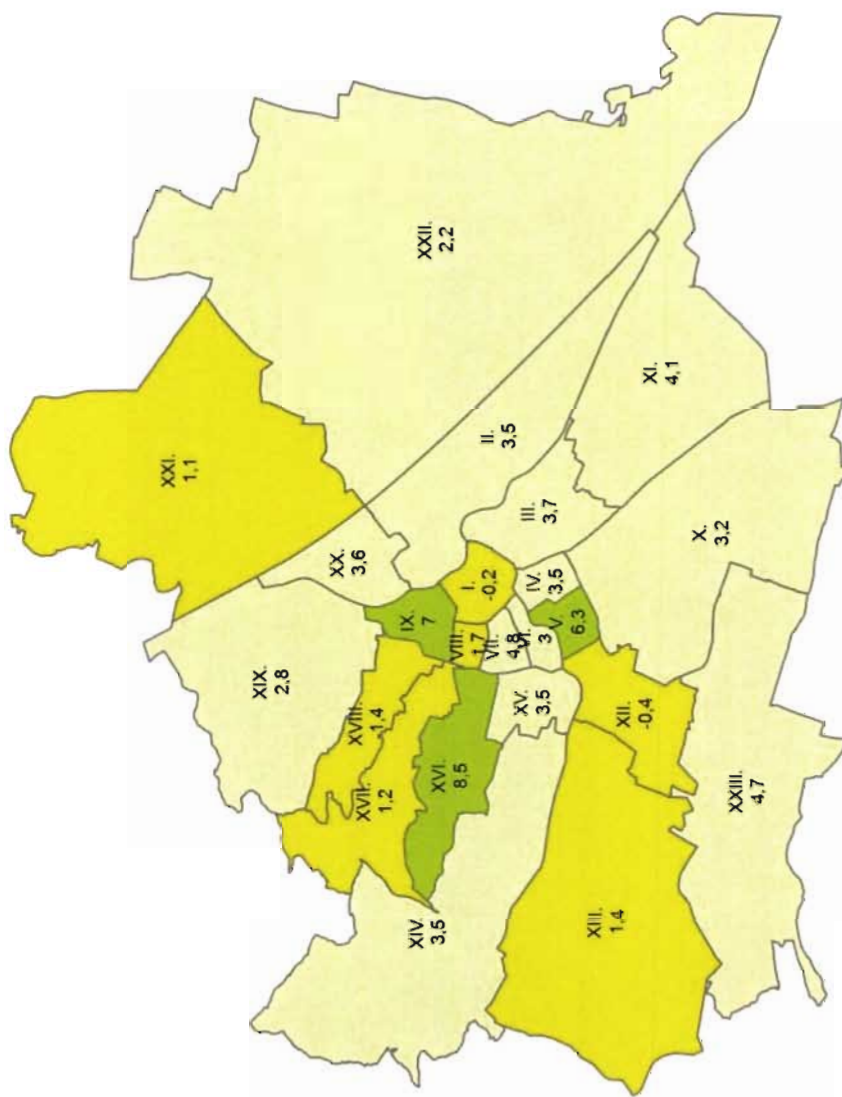 XXI.
1,1
XXII.
2,2
XIX.
2,8
XX.
3,6
II.
3,5
XVIII.
1,4
IX.
7
I.
-0,2
III.
3,7
XI.
4,1
XVII.
1,2
VIII.
1,7
XVI.
8,5
VII.
4,8
VI.
3
IV.
3,5
V.
6,3
XV.
3,5
XIV.
3,5
XII.
-0,4
X.
3,2
XIII.
1,4
XXIII.
4,7